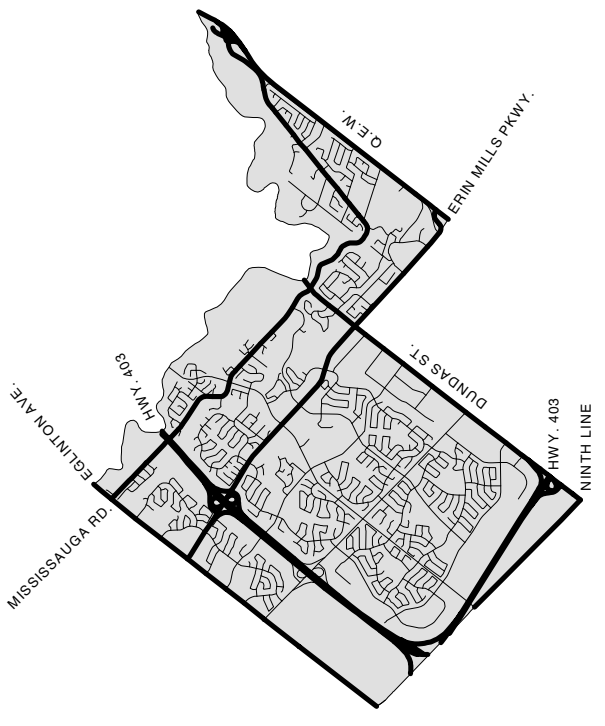 Q.E.W.
ERIN MILLS PKWY.
DUNDAS ST.
HWY. 403
EGLINTON AVE.
MISSISSAUGA RD.
HWY. 403
NINTH LINE